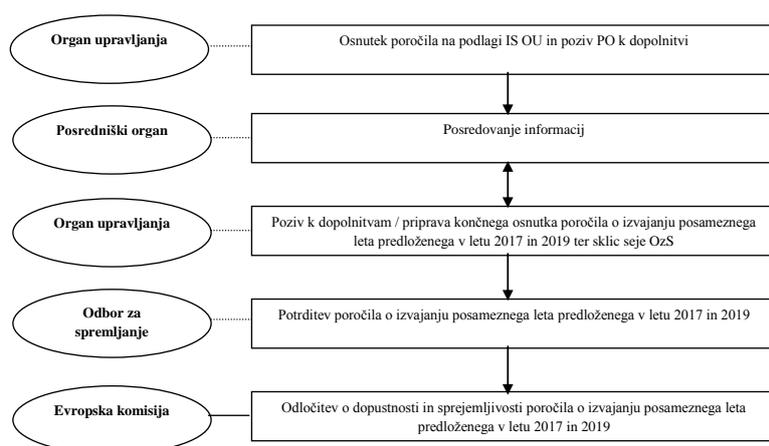 Organ upravljanja
Osnutek poročila na podlagi IS OU in poziv PO k dopolnitvi
Posredniški organ
Posredovanje informacij
Organ upravljanja
Poziv k dopolnitvam / priprava končnega osnutka poročila o izvajanju posameznega
leta predloženega v letu 2017 in 2019 ter sklic seje OzS
Odbor za
spremljanje
Potrditev poročila o izvajanju posameznega leta predloženega v letu 2017 in 2019
Evropska komisija
Odločitev o dopustnosti in sprejemljivosti poročila o izvajanju posameznega leta
predloženega v letu 2017 in 2019